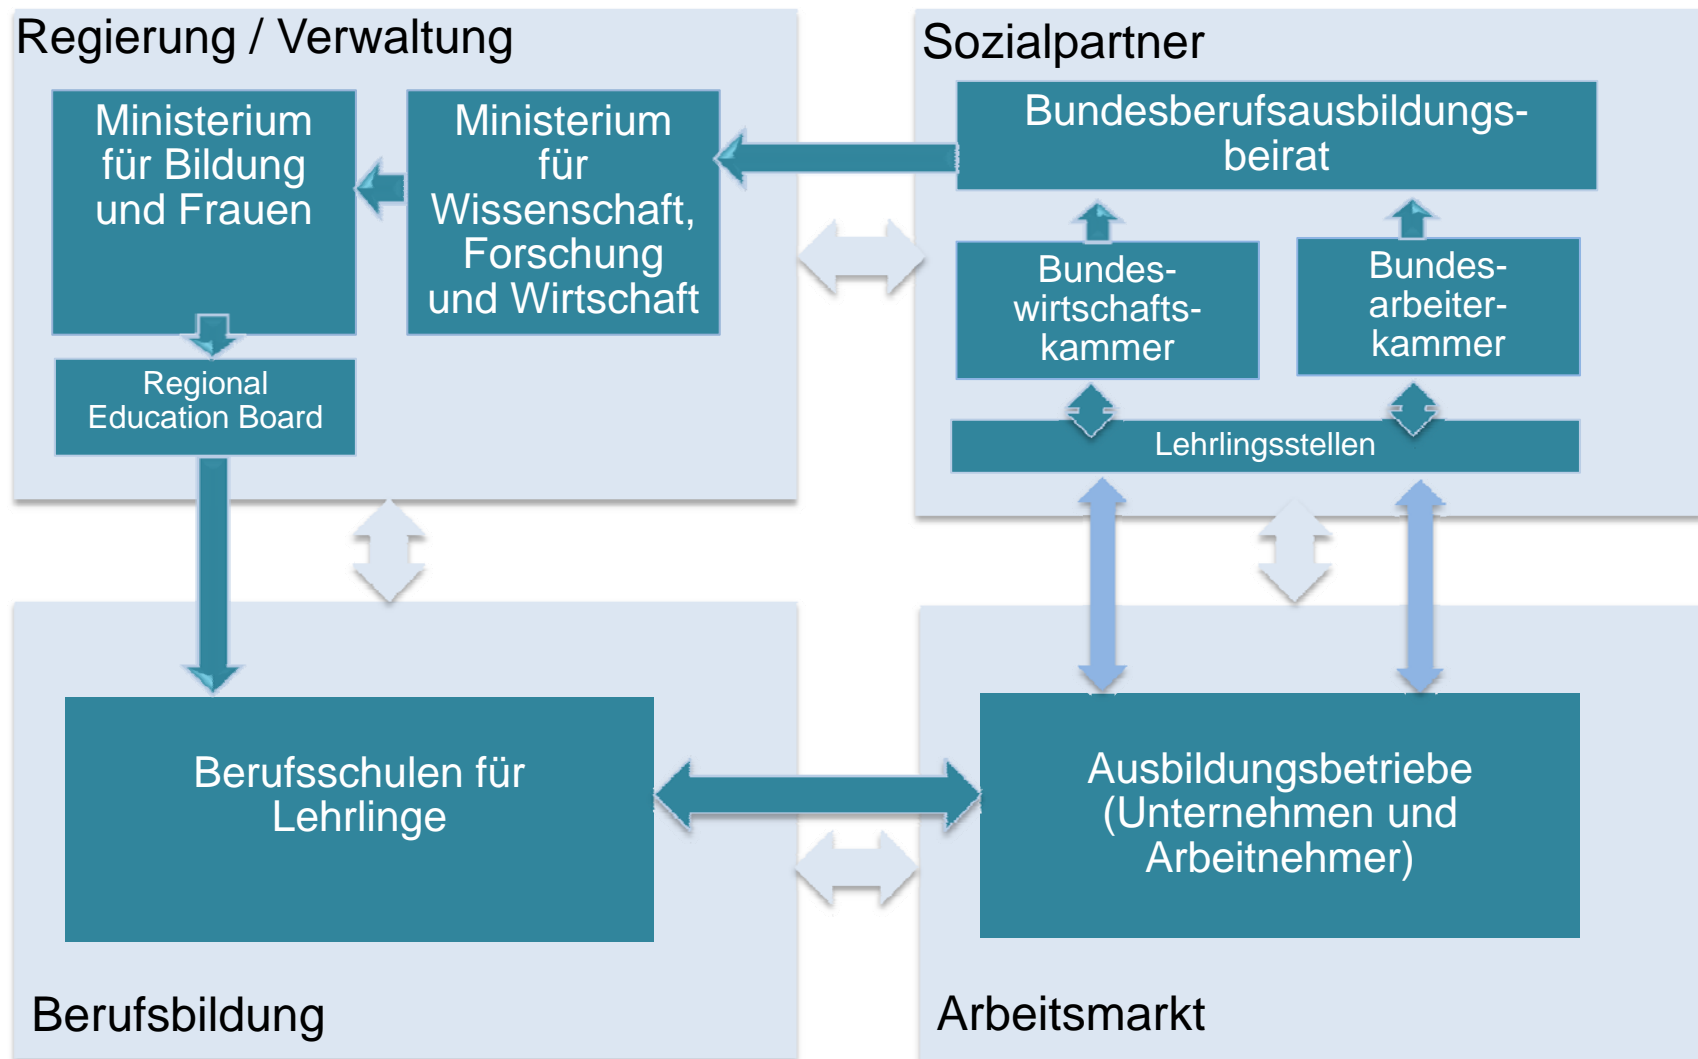 Regierung / Verwaltung
Ministerium
für Bildung
und Frauen
Ministerium
für
Wissenschaft,
Forschung
und Wirtschaft
Regional
Education Board
Sozialpartner
Bundesberufsausbildungs-
beirat
Bundes-
wirtschafts-
kammer
Bundes-
arbeiter-
kammer
Lehrlingsstellen
Berufsschulen für
Lehrlinge
Berufsbildung
Ausbildungsbetriebe
(Unternehmen und
Arbeitnehmer)
Arbeitsmarkt